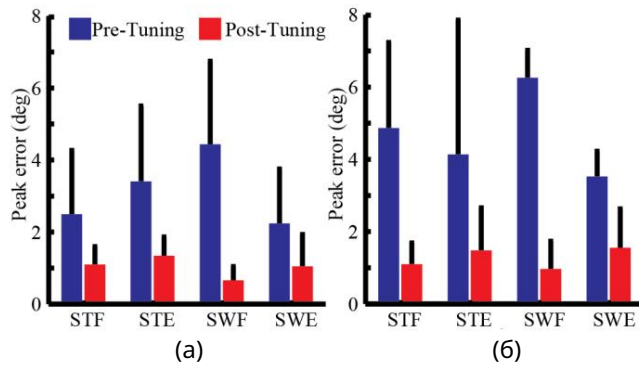 8
Pre-Tuning Post-Tuning
6
4
2
0
Peak error (deg)
STF STE SWF SWE
(а)
8
6
4
2
0
Peak error (deg)
STF STE SWF SWE
(б)